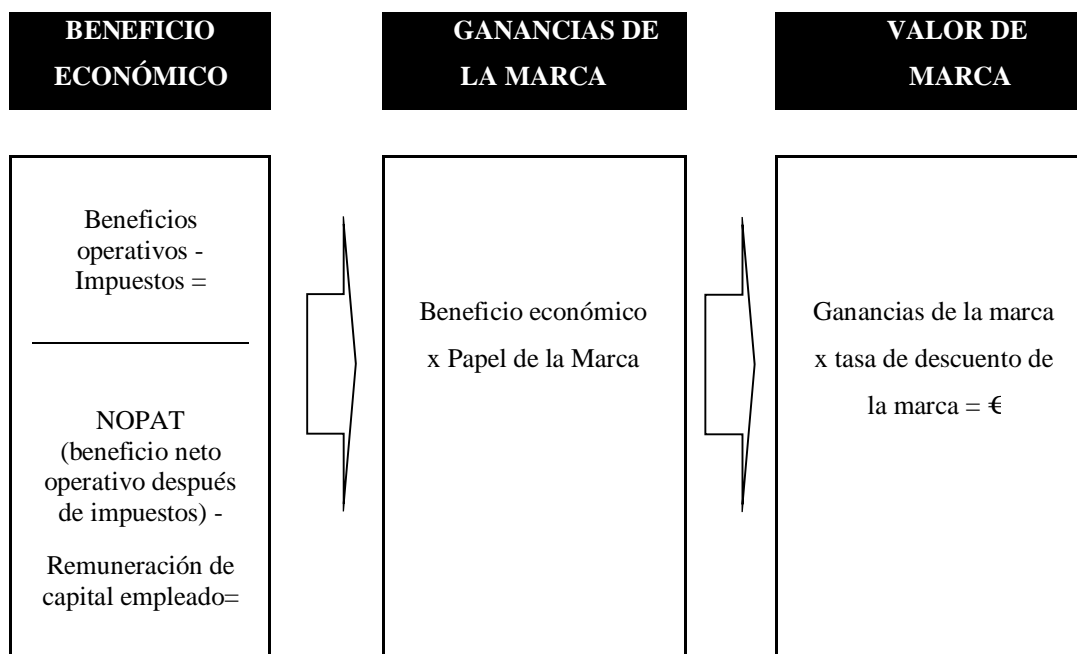 BENEFICIO
ECONÓMICO
Beneficios
operativos -
Impuestos =
NOPAT
(beneficio neto
operativo después
de impuestos) -
Remuneración de
capital empleado=
GANANCIAS DE
LA MARCA
Beneficio económico
x Papel de la Marca
VALOR DE
MARCA
Ganancias de la marca
x tasa de descuento de
la marca = €